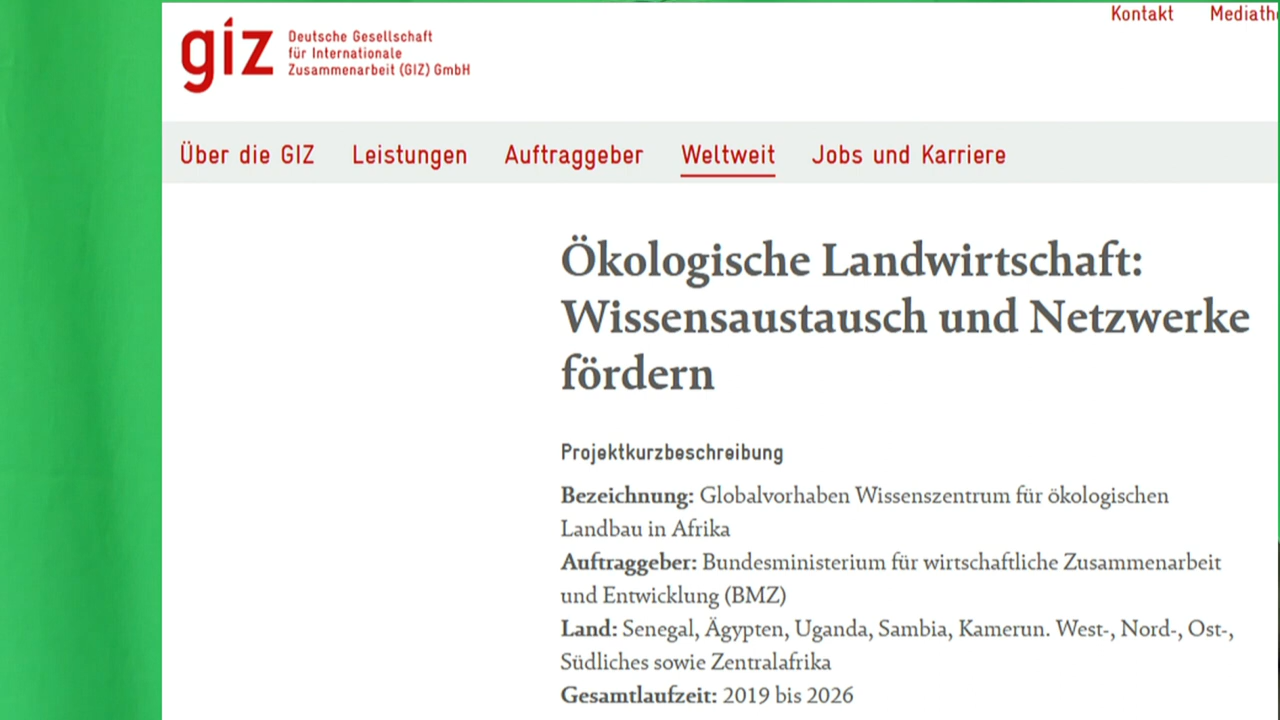 Kontakt
giz
Deutsche Gesellschaft
für Internationale
Zusammenarbeit (GIZ) GmbH
Über die GIZ Leistungen Auftraggeber Weltweit Jobs und Karriere
Ökologische Landwirtschaft:
Wissensaustausch und Netzwerke
fördern
Projektkurzbeschreibung
Bezeichnung: Globalvorhaben Wissenszentrum für ökologischen
Landbau in Afrika
Auftraggeber: Bundesministerium für wirtschaftliche Zusammenarbeit
und Entwicklung (BMZ)
Land: Senegal, Ägypten, Uganda, Sambia, Kamerun. West-, Nord-, Ost-,
Südliches sowie Zentralafrika
Gesamtlaufzeit: 2019 bis 2026